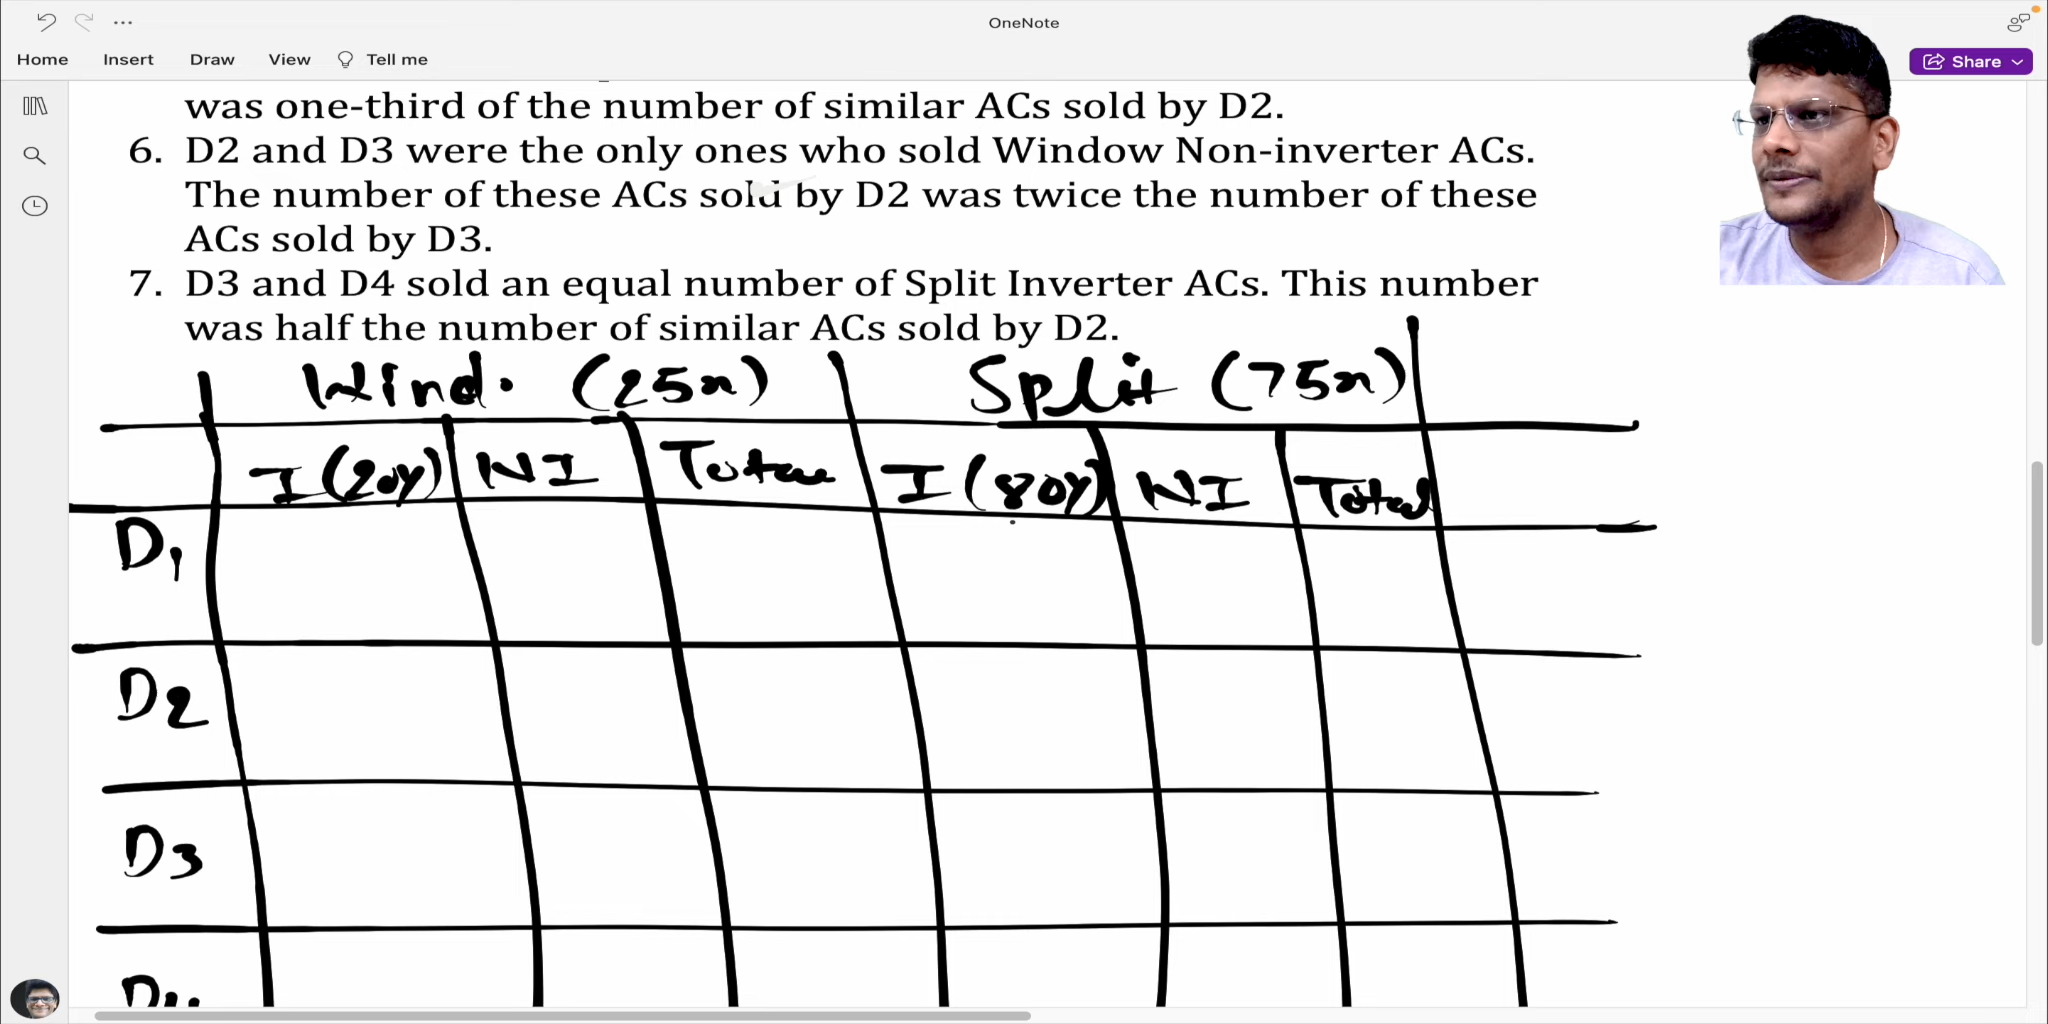 OneNote
Home Insert Draw View Tell me Share
was one-third of the number of similar ACs sold by D2.
6. D2 and D3 were the only ones who sold Window Non-inverter ACs.
The number of these ACs sold by D2 was twice the number of these
ACs sold by D3.
7. D3 and D4 sold an equal number of Split Inverter ACs. This number
was half the number of similar ACs sold by D2.
Wind. (25x) Split (75x)
I (20y) NI Total I (80y) NI Total
D1
D2
D3
D4